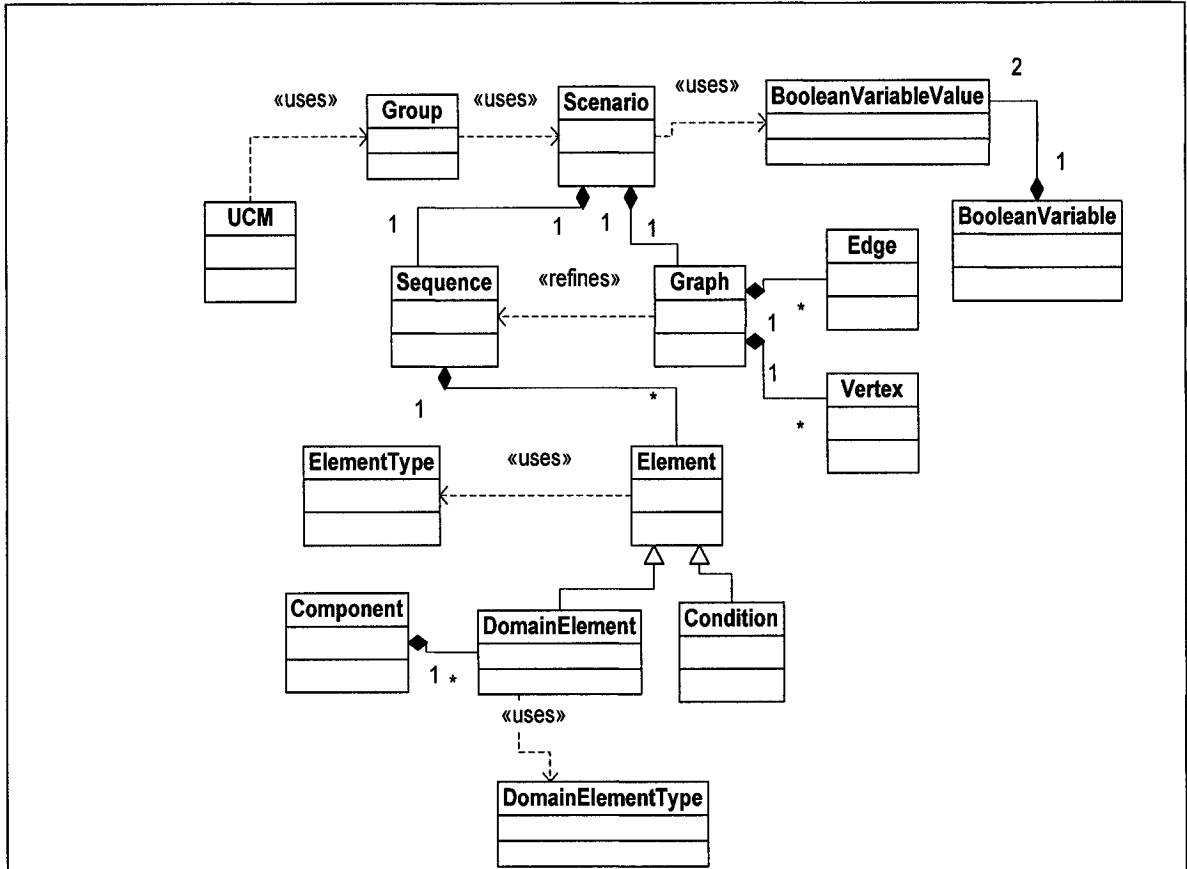 2
«uses»
«uses»
«uses»
Group
Scenario
BooleanVariableValue
1
UCM
BooleanVariable
1
1
1
1
Edge
Sequence
«refines»
Graph
*
1
1
Vertex
1
*
*
ElementType
«uses»
Element
Component
DomainElement
Condition
1
*
«uses»
DomainElementType